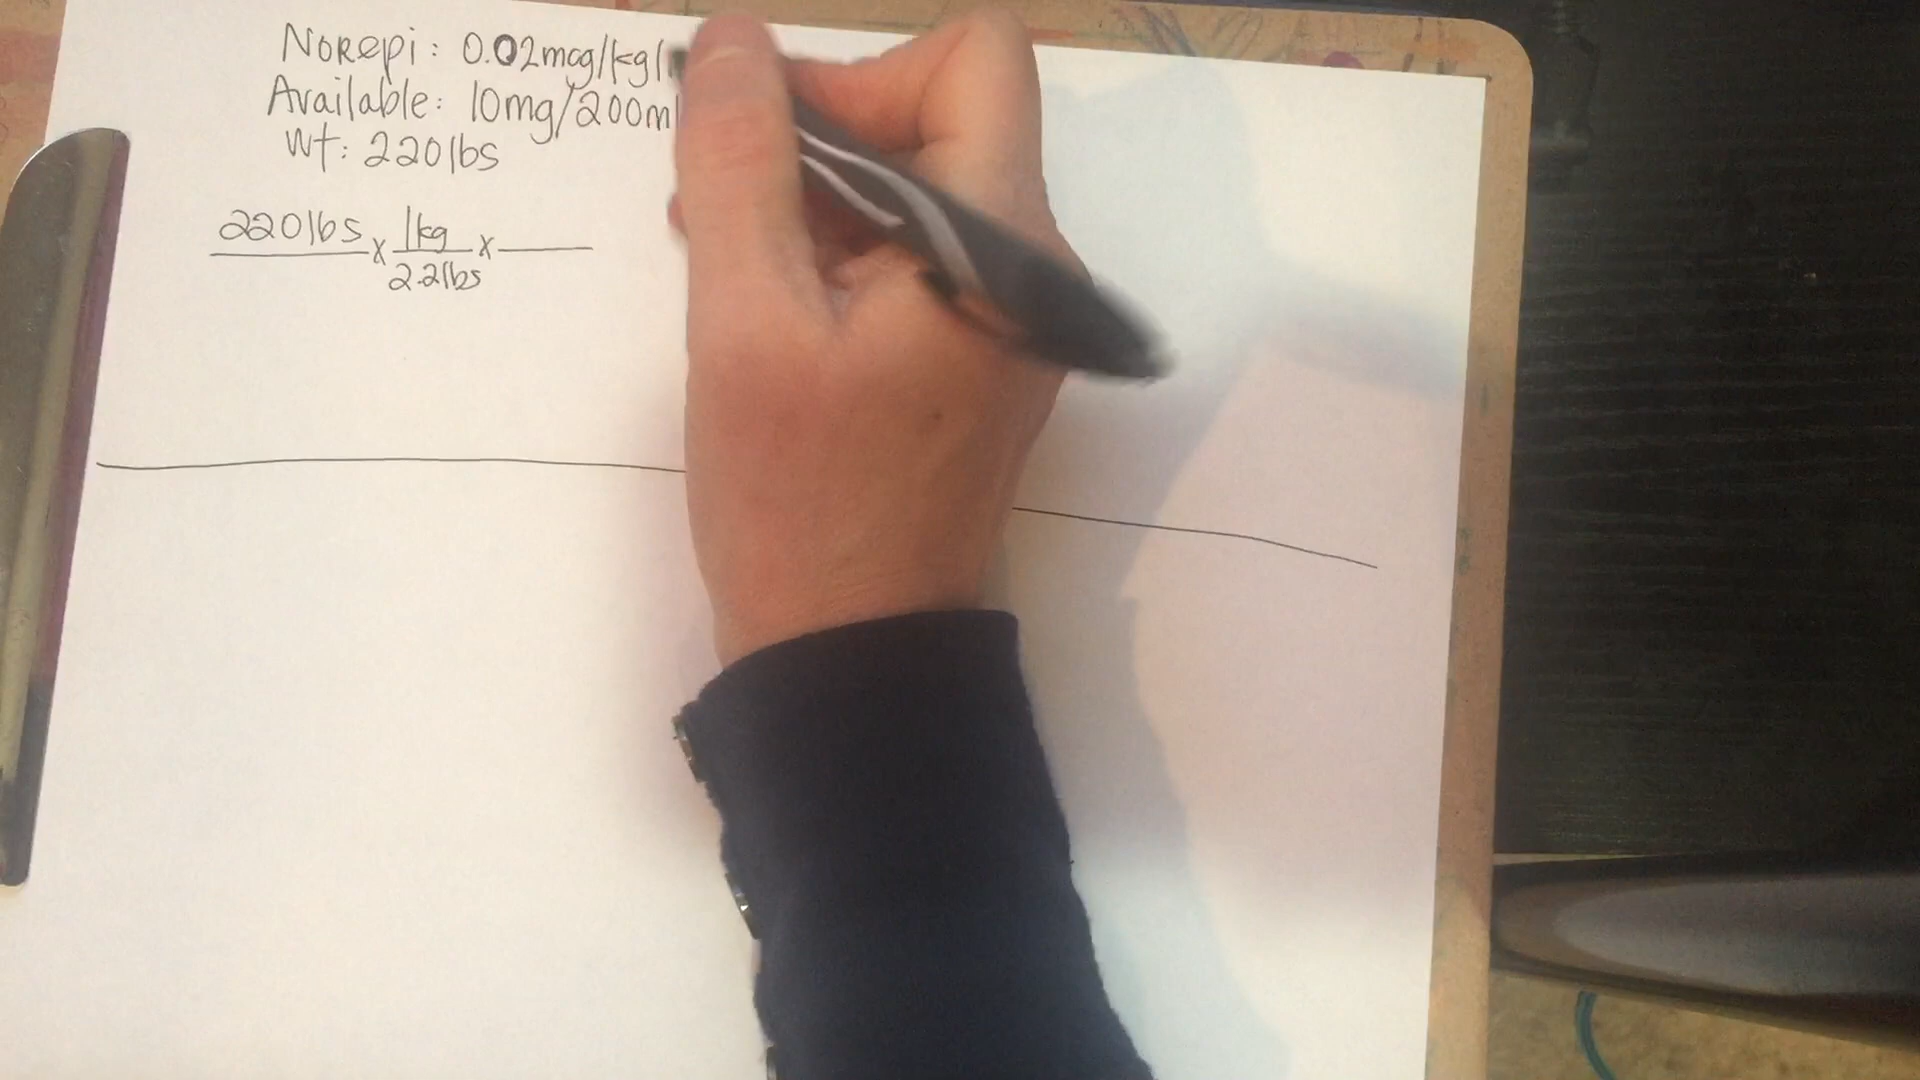 Norepi: 0.02mcg/kg/
Available: 10mg/200ml
Wt: 220lbs
220lbs x 1kg x
2.2lbs